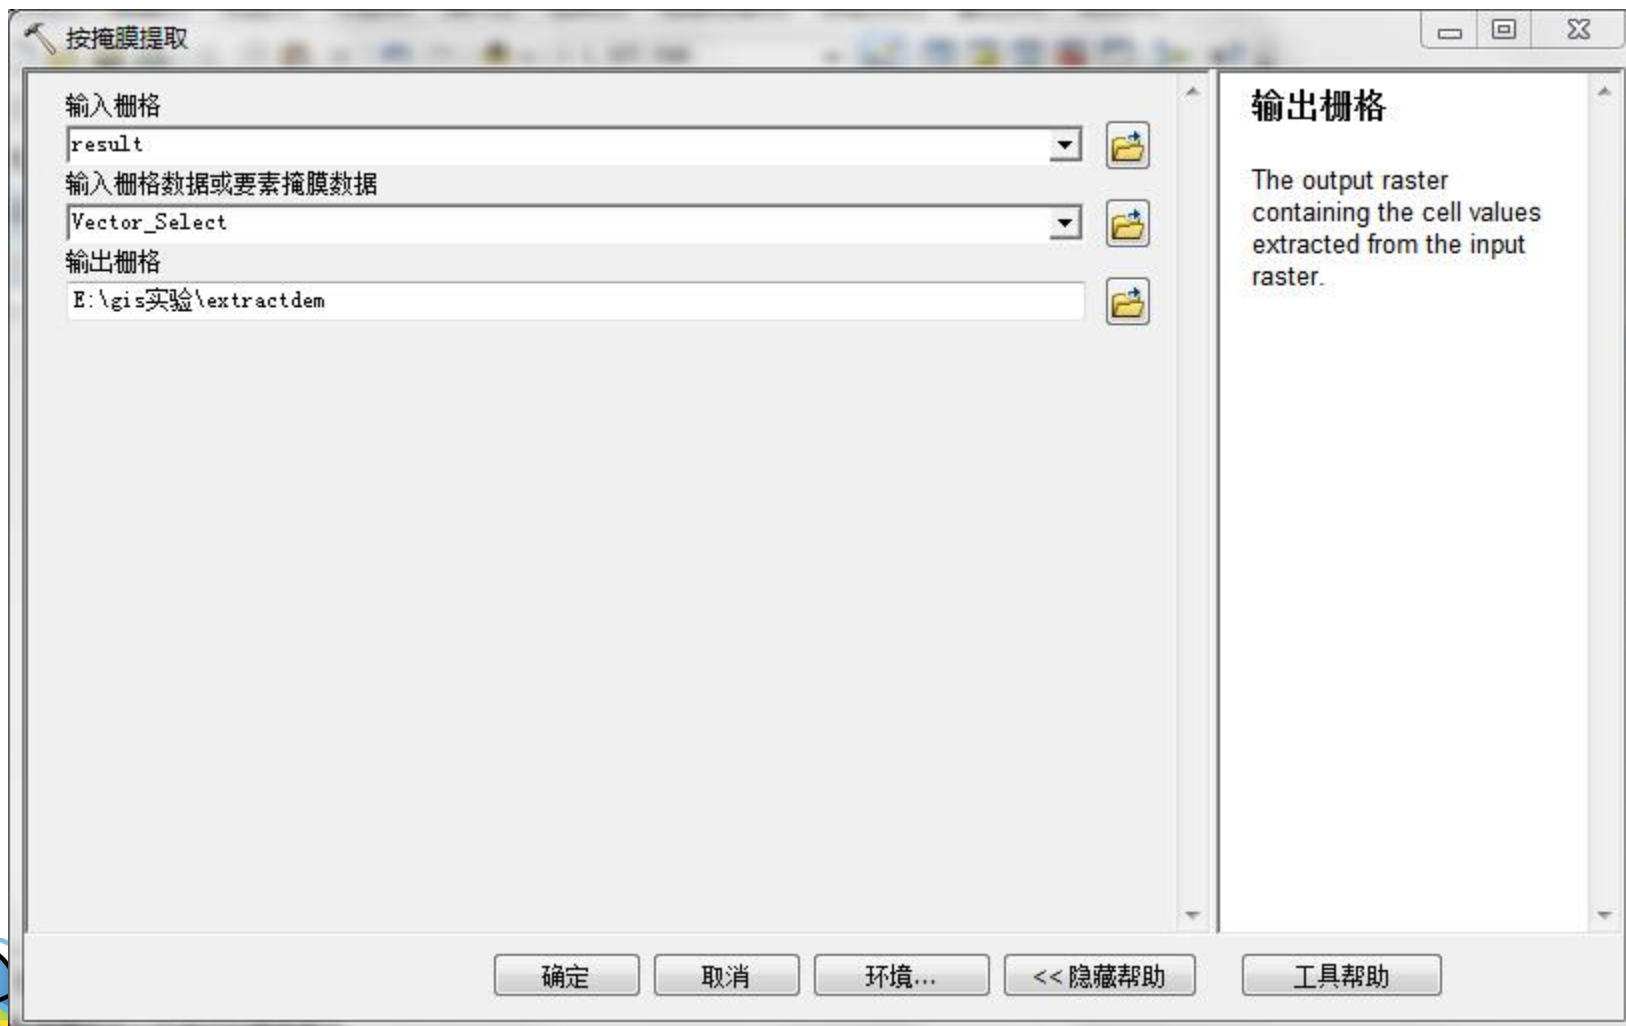 按掩膜提取
输入栅格
result
输入栅格数据或要素掩膜数据
Vector_Select
输出栅格
E:\gis实验\extractdem
输出栅格
The output raster
containing the cell values
extracted from the input
raster.
确定
取消
环境...
<< 隐藏帮助
工具帮助